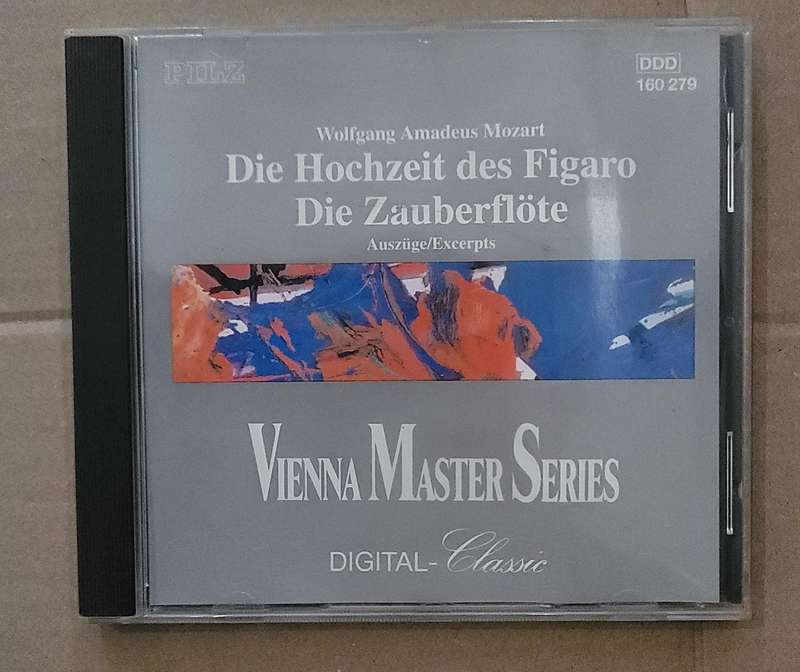 PILZ
DDD
160 279
Wolfgang Amadeus Mozart
Die Hochzeit des Figaro
Die Zauberflöte
Auszüge/Excerpts
VIENNA MASTER SERIES
DIGITAL-Classic